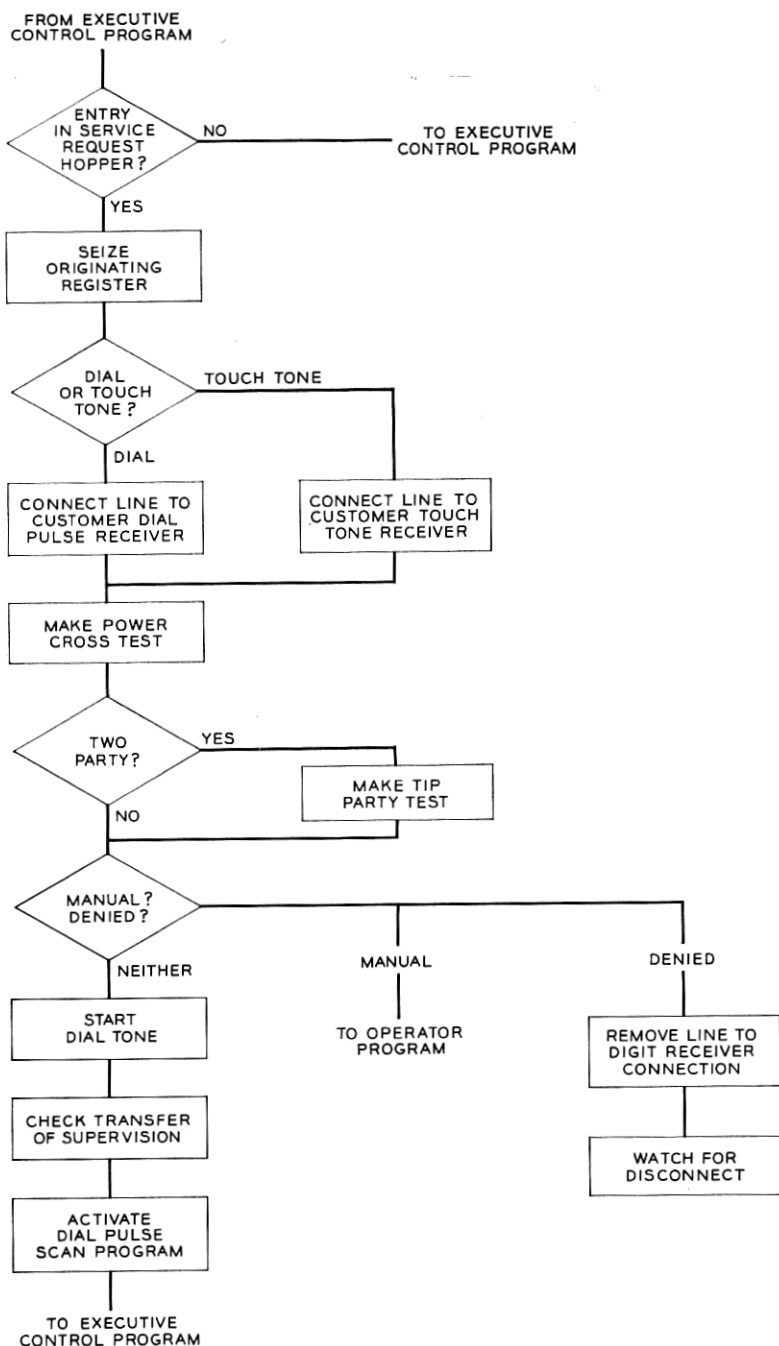 FROM EXECUTIVE
CONTROL PROGRAM
ENTRY
IN SERVICE
REQUEST
HOPPER?
NO
TO EXECUTIVE
CONTROL PROGRAM
YES
SEIZE
ORIGINATING
REGISTER
DIAL
OR TOUCH
TONE?
TOUCH TONE
DIAL
CONNECT LINE TO
CUSTOMER DIAL
PULSE RECEIVER
CONNECT LINE TO
CUSTOMER TOUCH
TONE RECEIVER
MAKE POWER
CROSS TEST
TWO
PARTY?
YES
MAKE TIP
PARTY TEST
NO
MANUAL?
DENIED?
NEITHER
MANUAL
DENIED
START
DIAL TONE
TO OPERATOR
PROGRAM
REMOVE LINE TO
DIGIT RECEIVER
CONNECTION
CHECK TRANSFER
OF SUPERVISION
WATCH FOR
DISCONNECT
ACTIVATE
DIAL PULSE
SCAN PROGRAM
TO EXECUTIVE
CONTROL PROGRAM